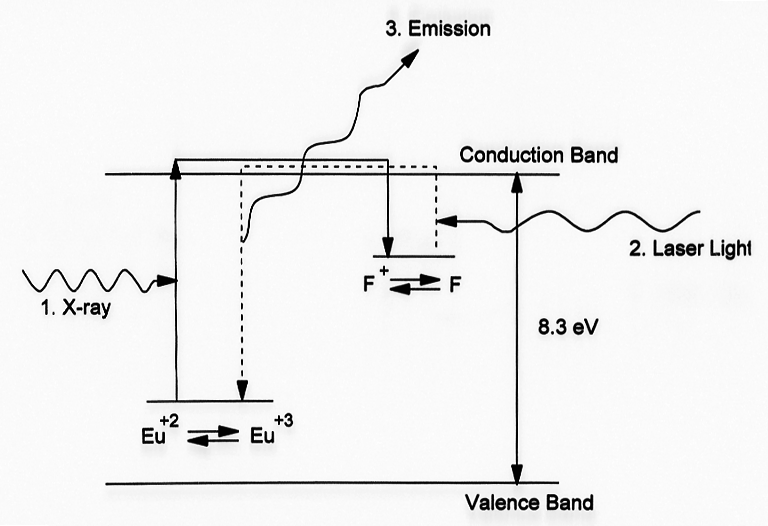 3. Emission
Conduction Band
2. Laser Light
F⁺ ⇌ F
1. X-ray
8.3 eV
Eu⁺² ⇌ Eu⁺³
Valence Band